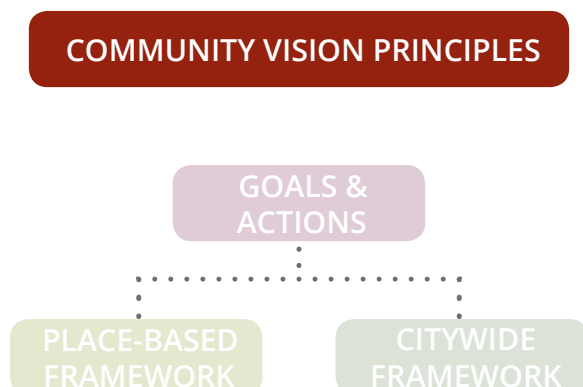 COMMUNITY VISION PRINCIPLES
GOALS &
ACTIONS
PLACE-BASED
FRAMEWORK
CITYWIDE
FRAMEWORK